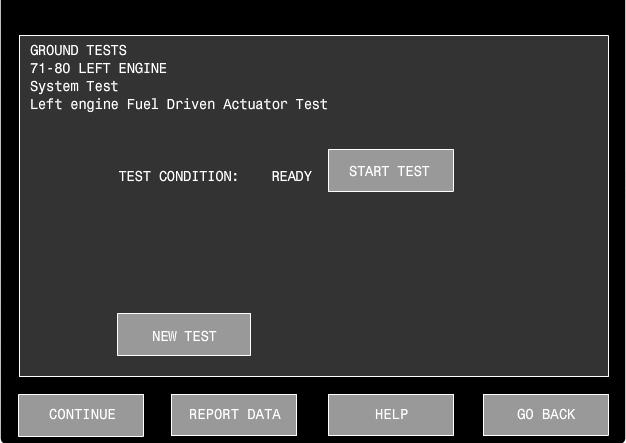 GROUND TESTS
71-80 LEFT ENGINE
System Test
Left engine Fuel Driven Actuator Test
TEST CONDITION: READY START TEST
NEW TEST
CONTINUE REPORT DATA HELP GO BACK